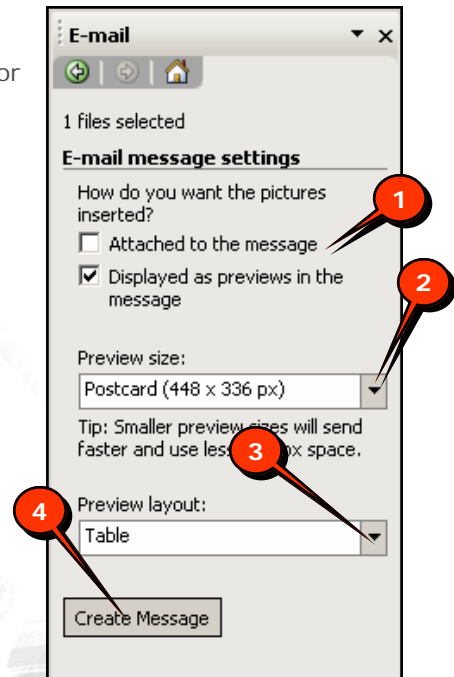 E-mail
or
1 files selected
E-mail message settings
How do you want the pictures
inserted?
1
Attached to the message
Displayed as previews in the
message
2
Preview size:
Postcard (448 x 336 px)
Tip: Smaller preview sizes will send
faster and use less space.
3
4
Preview layout:
Table
Create Message